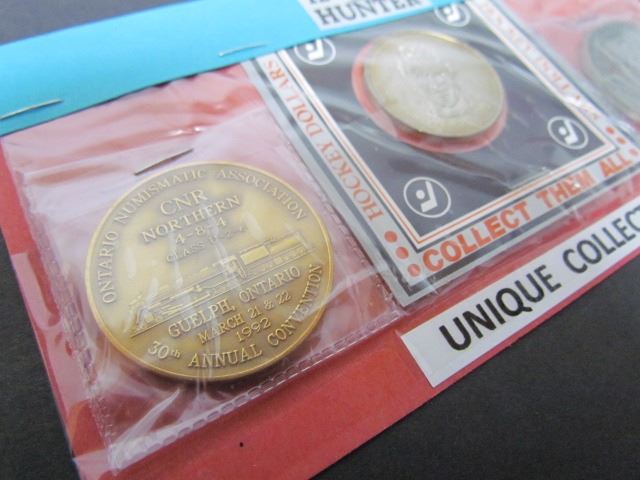 HUNTER
ONTARIO NUMISMATIC ASSOCIATION
CNR
NORTHERN
4-8-4
CLASS
GUELPH, ONTARIO
MARCH 21 & 22
1992
30th ANNUAL CONVENTION
HOCKEY DOLLARS
COLLECT THEM ALL
UNIQUE COLLEC